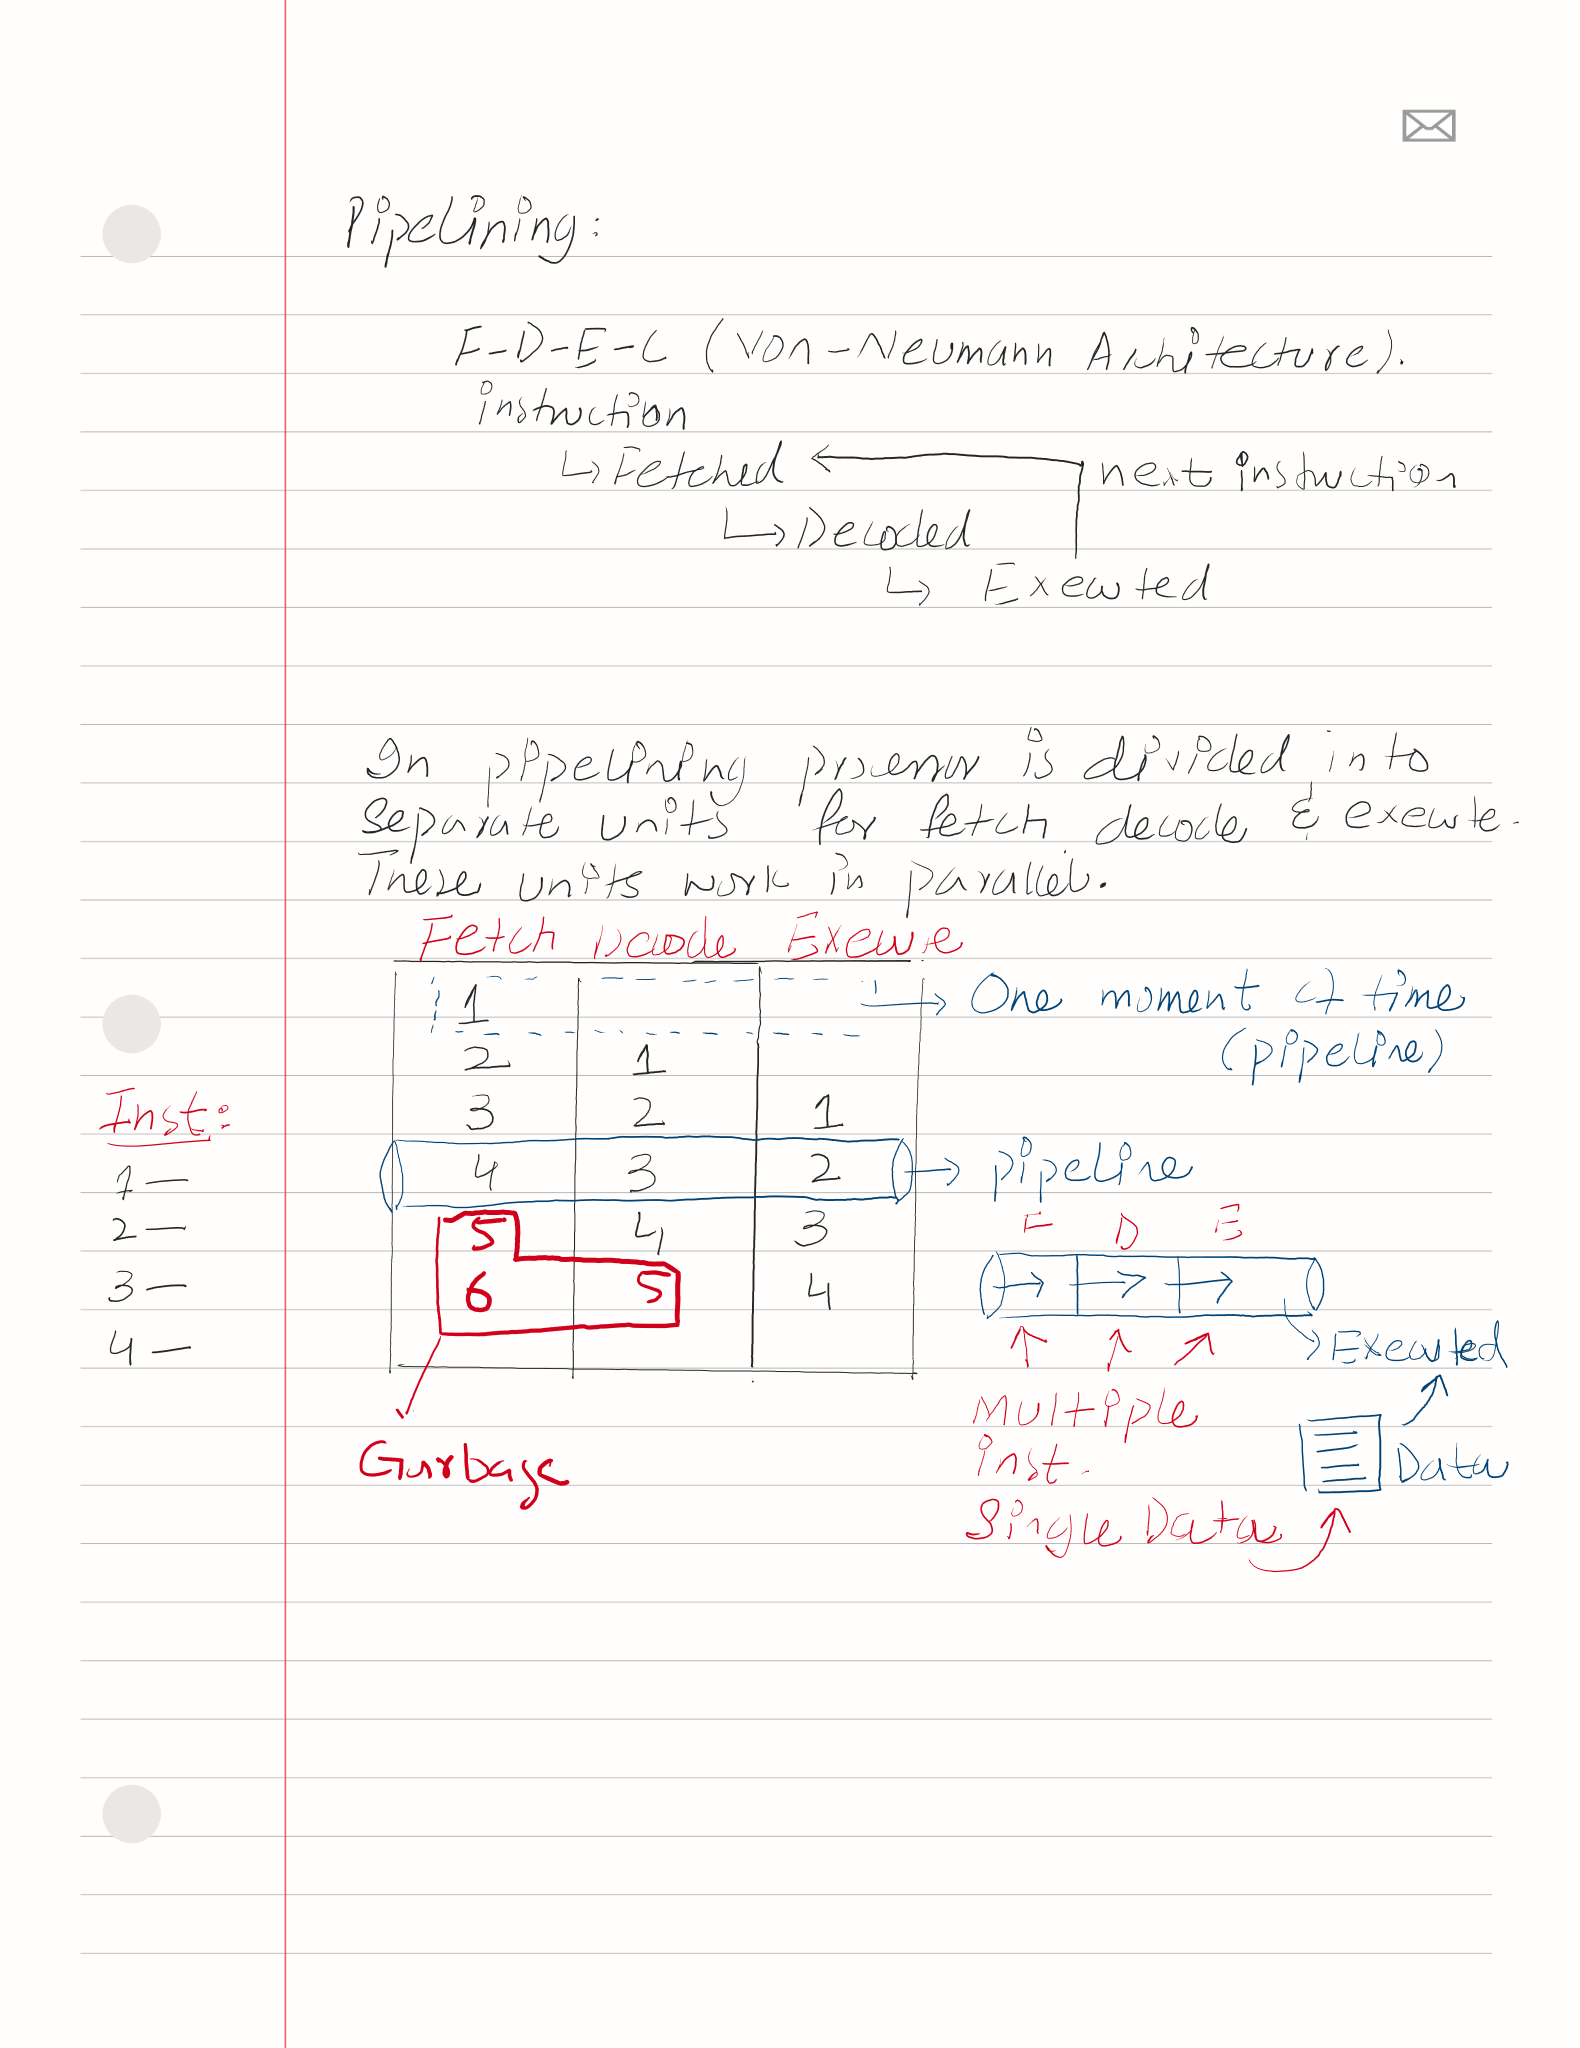 Pipelining:
F-D-E-C (Von-Neumann Architecture).
instruction
↳ Fetched ← next instruction
↳ Decoded
↳ Executed
In pipelining processor is divided into
separate units for fetch decode & execute.
These units work in parallel.
Fetch Decode Execute
1 → One moment of time
(pipeline)
2 1
3 2 1
4 3 2 → pipeline
5 4 3
6 5 4
Garbage
Inst:
1 —
2 —
3 —
4 —
F D E
→ Executed
Multiple
inst.
Single Data
Data